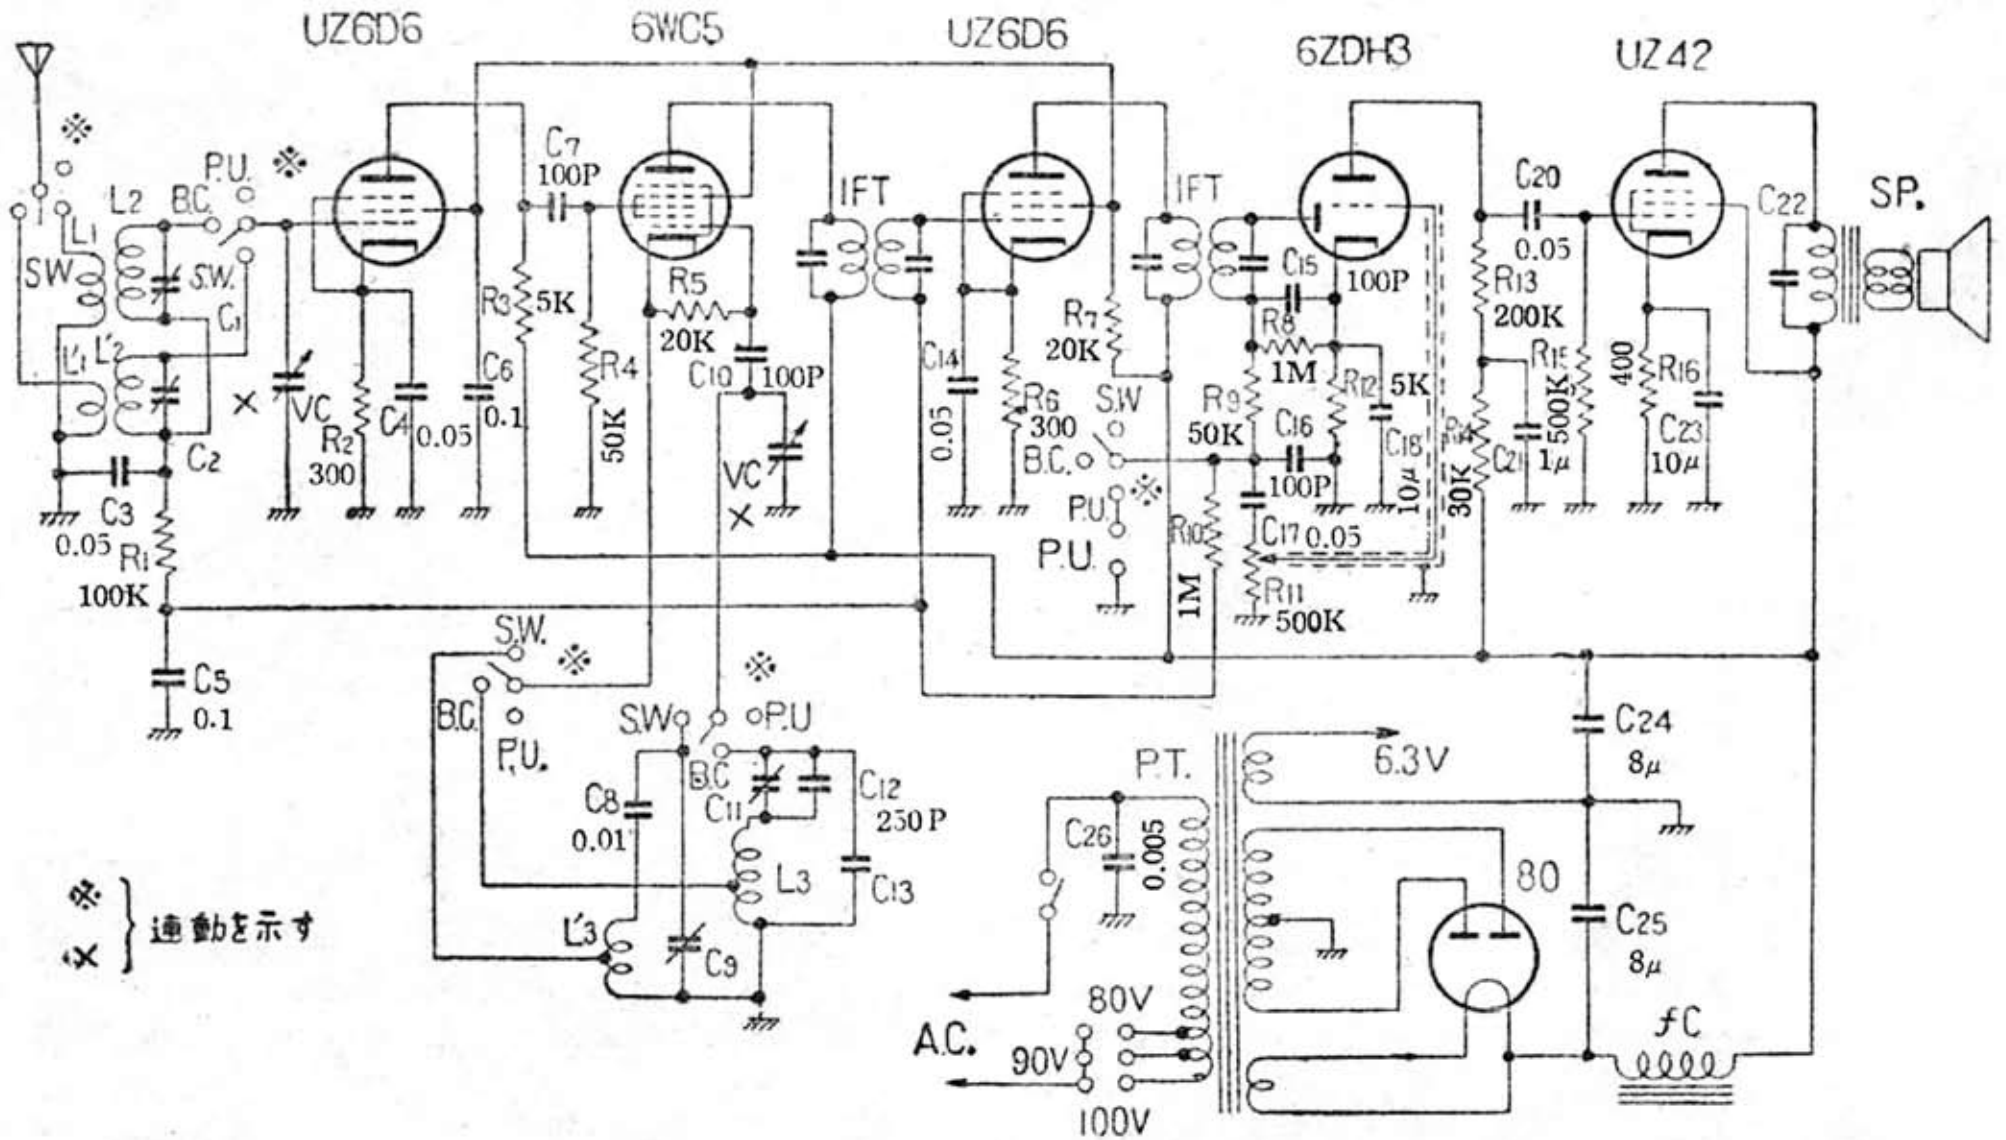 UZ6D6
6WC5
UZ6D6
6ZDH3
UZ42
※
P.U.
※
L2
B.C.
L1
SW
S.W.
C1
L'1
L'2
C2
×
VC
R2
300
C4
0.05
C6
0.1
C3
0.05
R1
100K
C5
0.1
C7
100P
R3
5K
R4
50K
R5
20K
C10
100P
VC
×
IFT
C14
0.05
R6
300
R7
20K
IFT
S.W
B.C.
※
P.U.
P.U.
C15
100P
R8
1M
R9
50K
C16
100P
R12
5K
C18
10μ
R10
1M
C17
0.05
R11
500K
C20
0.05
R13
200K
30K
C21
1μ
R15
500K
400
R16
C23
10μ
C22
SP.
S.W.
※
B.C.
P.U.
※
S.W
P.U
B.C
C8
0.01
C11
C12
250P
C13
L3
L'3
C9
※
×
連動を示す
P.T.
6.3V
C24
8μ
C26
0.005
80
C25
8μ
fC
A.C.
80V
90V
100V